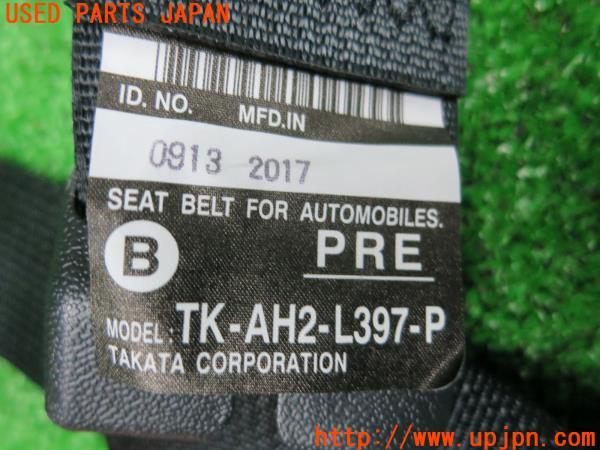 USED PARTS JAPAN
ID. NO. MFD.IN
0913 2017
SEAT BELT FOR AUTOMOBILES.
B PRE
MODEL: TK-AH2-L397-P
TAKATA CORPORATION
www.upjpn.com